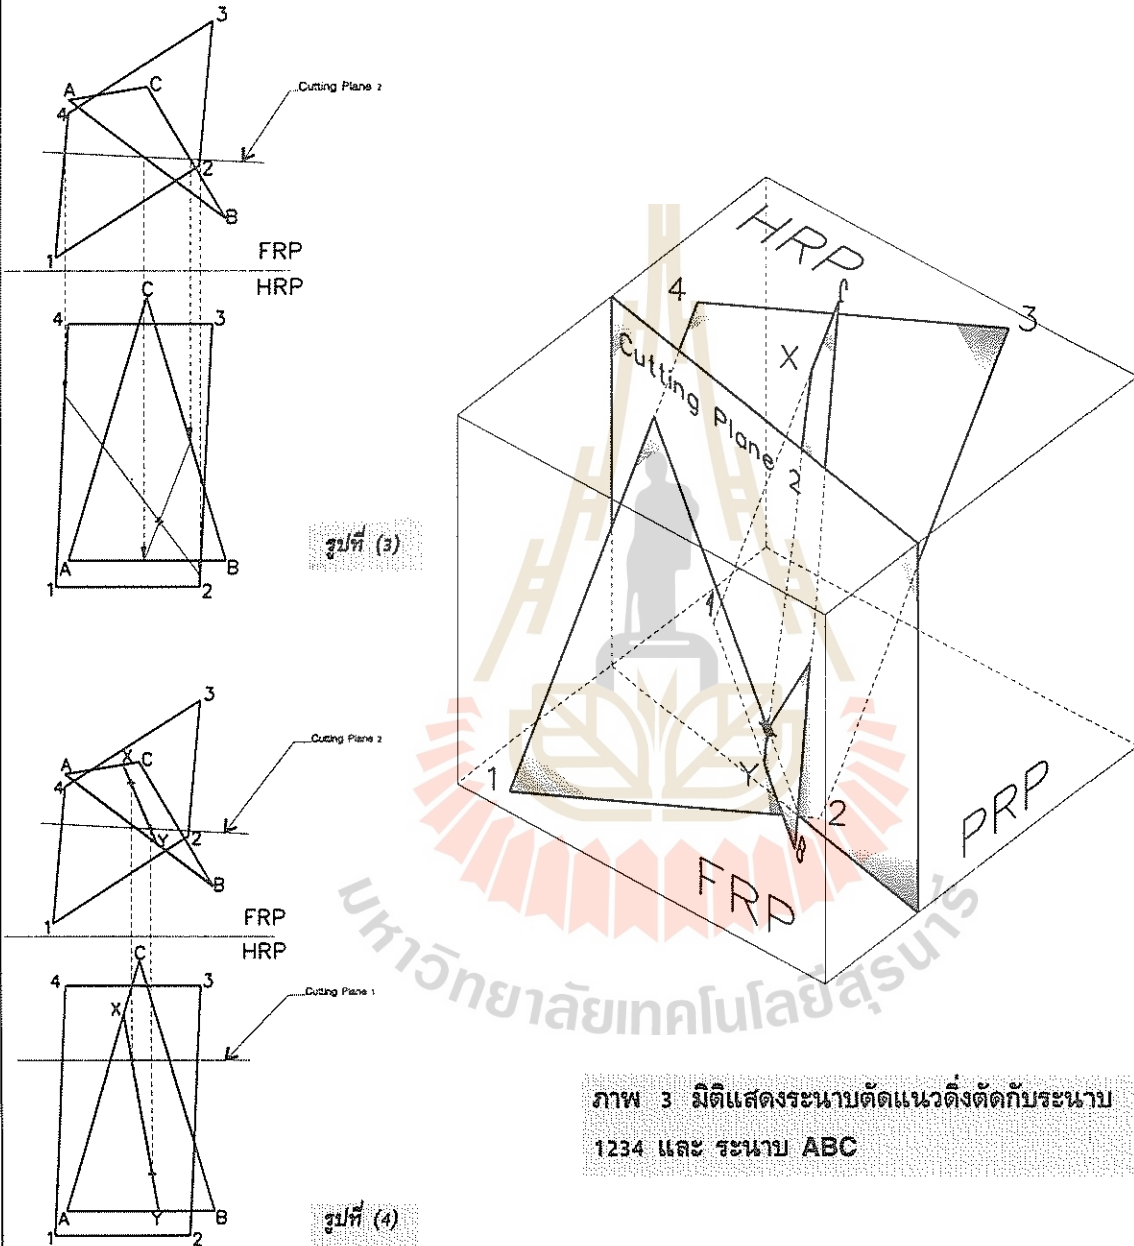 3
A
C
4
Cutting Plane 2
2
B
1
FRP
HRP
C
4
3
A
B
1
2
รูปที่ (3)
HRP
4
C
3
X
Cutting Plane 2
1
Y
2
B
FRP
PRP
3
A
X
C
4
Cutting Plane 2
Y
2
B
1
FRP
HRP
C
4
3
X
Cutting Plane 1
A
Y
B
1
2
รูปที่ (4)
มหาวิทยาลัยเทคโนโลยีสุรนารี
ภาพ 3 มิติแสดงระนาบตัดแนวดิ่งตัดกับระนาบ
1234 และ ระนาบ ABC